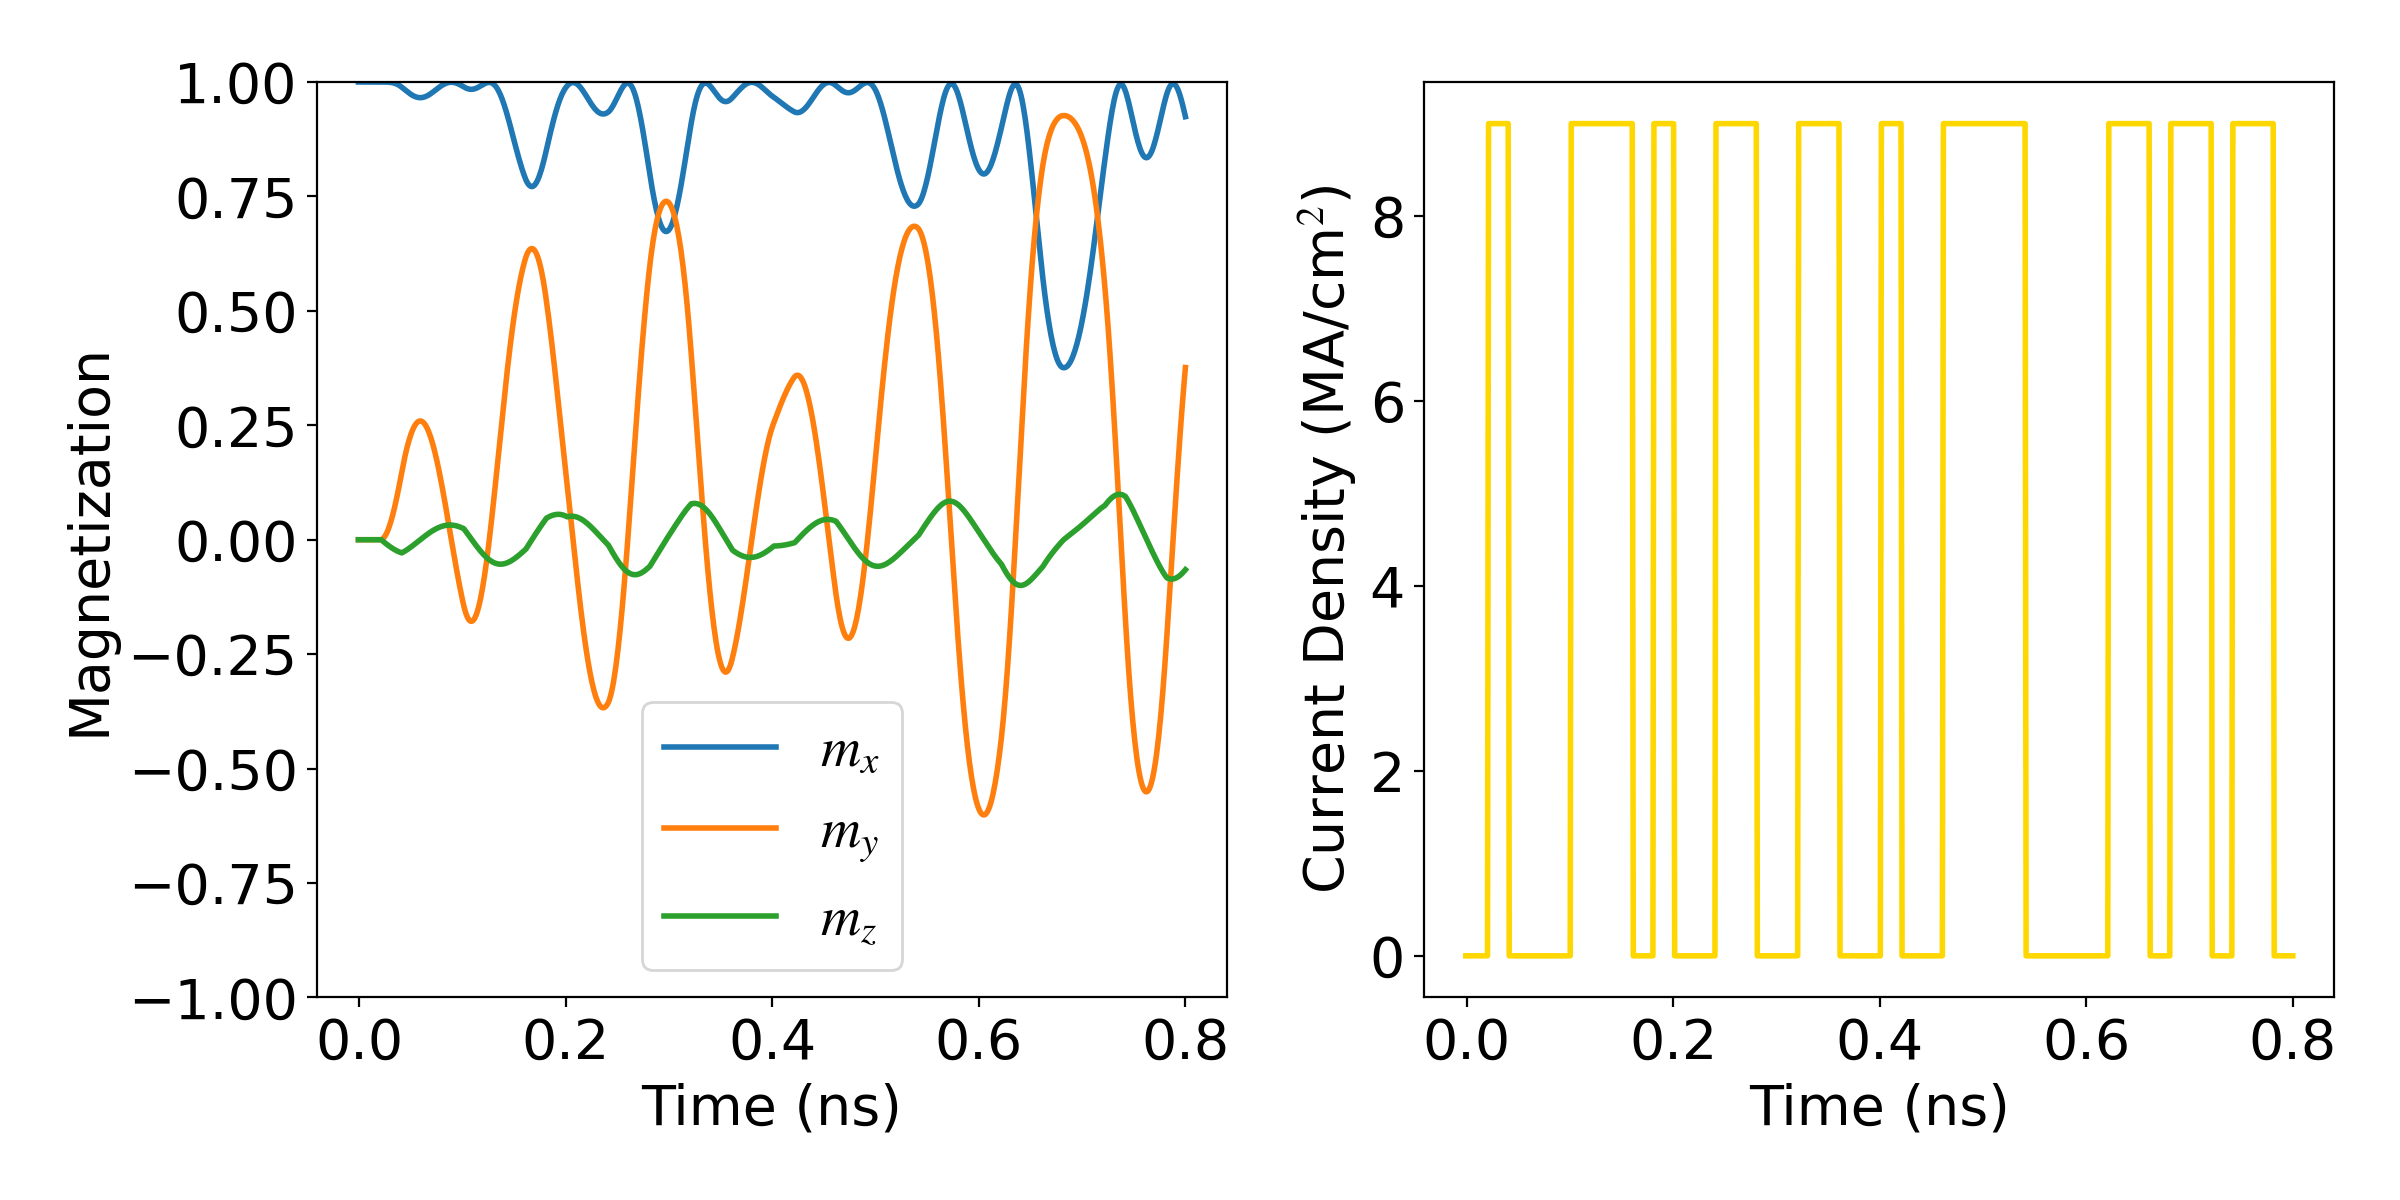 Magnetization
1.00
0.75
0.50
0.25
0.00
−0.25
−0.50
−0.75
−1.00
0.0 0.2 0.4 0.6 0.8
Time (ns)
m_x
m_y
m_z
Current Density (MA/cm²)
8
6
4
2
0
0.0 0.2 0.4 0.6 0.8
Time (ns)